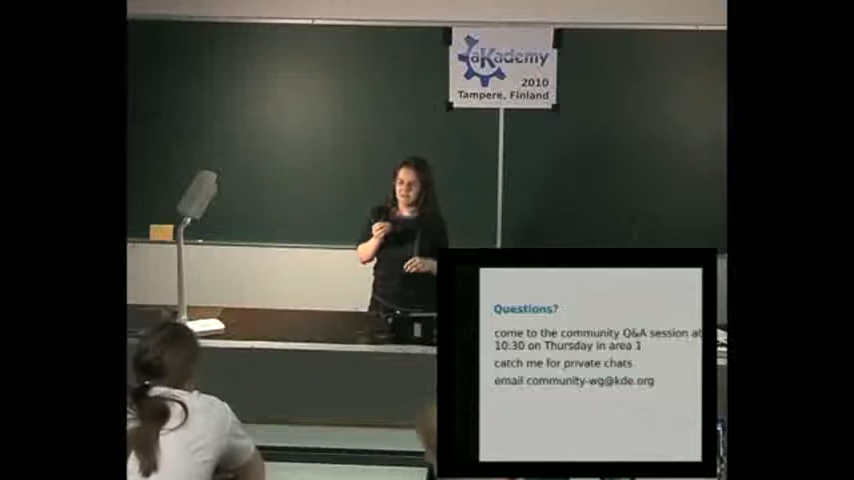 aKademy
2010
Tampere, Finland
Questions?
come to the community Q&A session at
10:30 on Thursday in area 1
catch me for private chats
email community-wg@kde.org